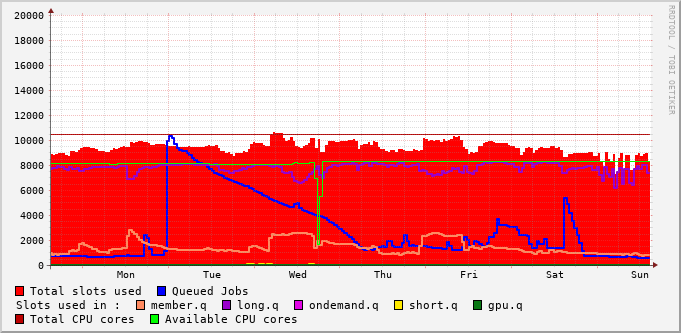 20000
18000
16000
14000
12000
10000
8000
6000
4000
2000
0
Mon Tue Wed Thu Fri Sat Sun
RRDTOOL / TOBI OETIKER
Total slots used Queued Jobs
Slots used in : member.q long.q ondemand.q short.q gpu.q
Total CPU cores Available CPU cores